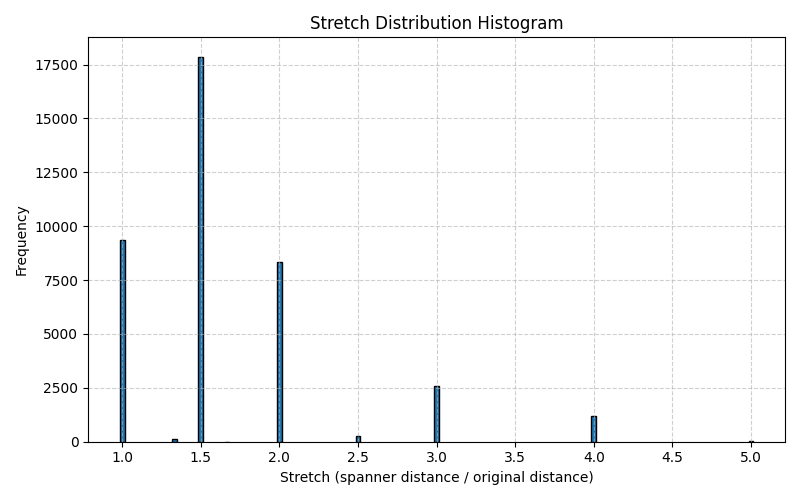 Stretch Distribution Histogram
Frequency
17500
15000
12500
10000
7500
5000
2500
0
1.0 1.5 2.0 2.5 3.0 3.5 4.0 4.5 5.0
Stretch (spanner distance / original distance)